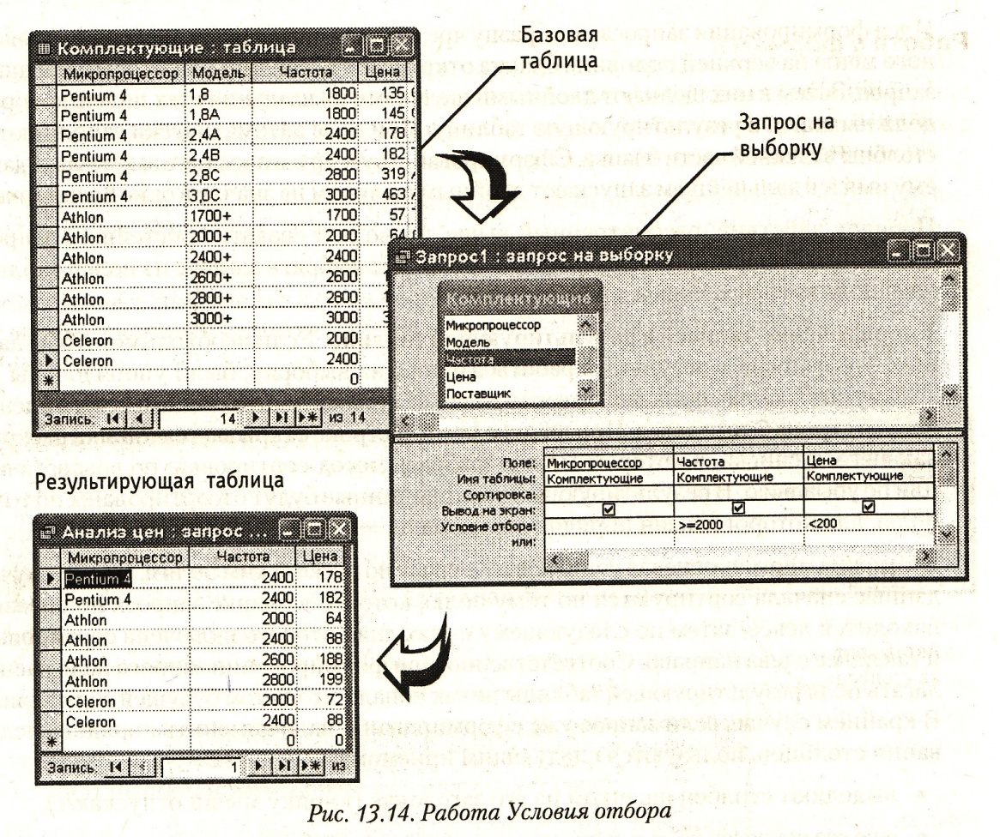 Базовая
таблица
Запрос на
выборку
Комплектующие : таблица
Микропроцессор Модель Частота Цена
Pentium 4 1,8 1800 135
Pentium 4 1,8A 1800 145
Pentium 4 2,4A 2400 178
Pentium 4 2,4B 2400 182
Pentium 4 2,8C 2800 319
Pentium 4 3,0C 3000 463
Athlon 1700+ 1700 57
Athlon 2000+ 2000 64
Athlon 2400+ 2400
Athlon 2600+ 2600
Athlon 2800+ 2800
Athlon 3000+ 3000
Celeron 2000
Celeron 2400
0
Запись: 14 из 14
Запрос1 : запрос на выборку
Комплектующие
Микропроцессор
Модель
Частота
Цена
Поставщик
Поле: Микропроцессор Частота Цена
Имя таблицы: Комплектующие Комплектующие Комплектующие
Сортировка:
Вывод на экран:
Условие отбора: >=2000 <200
или:
Результирующая таблица
Анализ цен : запрос ...
Микропроцессор Частота Цена
Pentium 4 2400 178
Pentium 4 2400 182
Athlon 2000 64
Athlon 2400 88
Athlon 2600 188
Athlon 2800 199
Celeron 2000 72
Celeron 2400 88
0 0
Запись: 1 из
Рис. 13.14. Работа Условия отбора